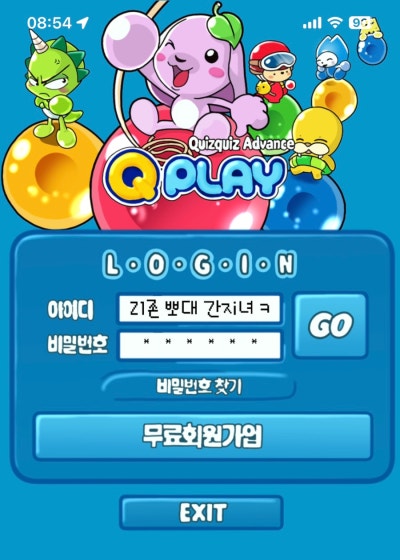 08:54
Quizquiz Advance
Q PLAY
L·O·G·I·N
아이디
21존 뽀대 간지녀 ㅋ
GO
비밀번호
* * * * * *
비밀번호 찾기
무료회원가입
EXIT